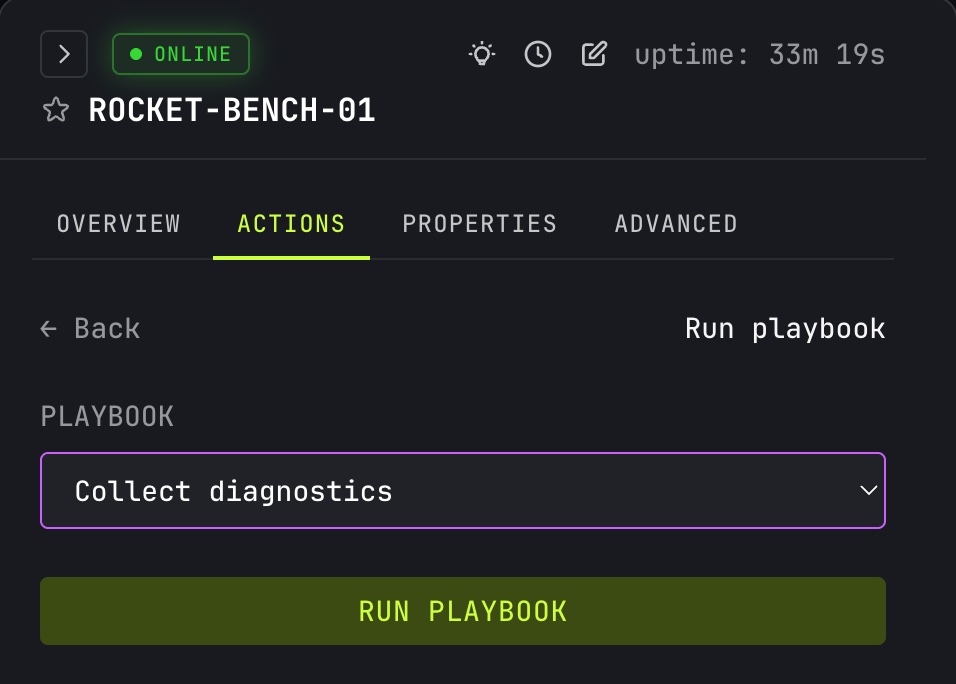 ONLINE uptime: 33m 19s
ROCKET-BENCH-01
OVERVIEW ACTIONS PROPERTIES ADVANCED
← Back Run playbook
PLAYBOOK
Collect diagnostics
RUN PLAYBOOK